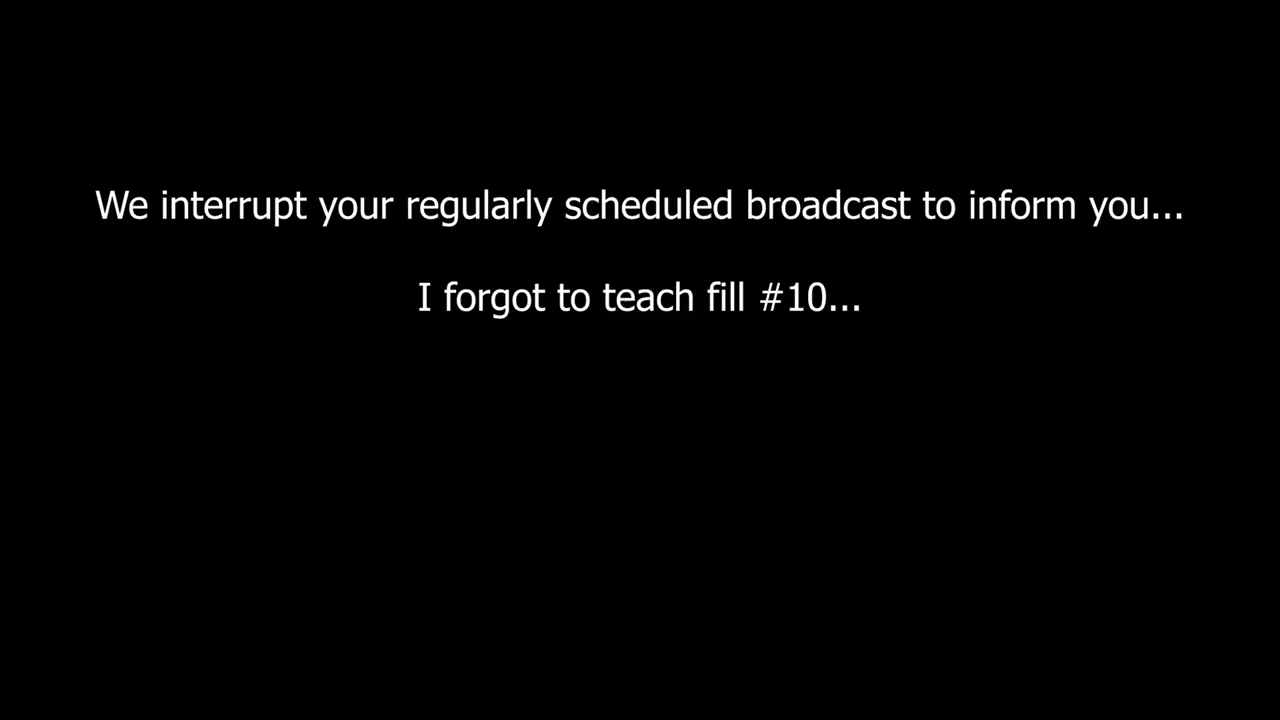 We interrupt your regularly scheduled broadcast to inform you...
I forgot to teach fill #10...